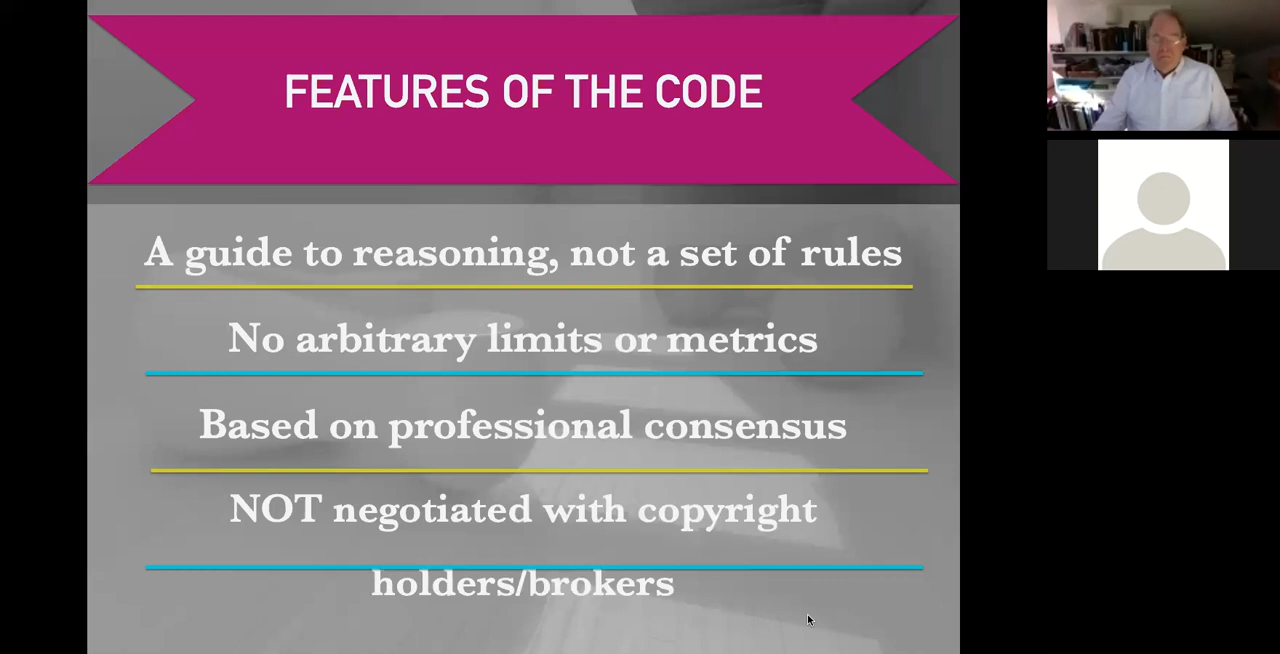 FEATURES OF THE CODE
A guide to reasoning, not a set of rules
No arbitrary limits or metrics
Based on professional consensus
NOT negotiated with copyright
holders/brokers